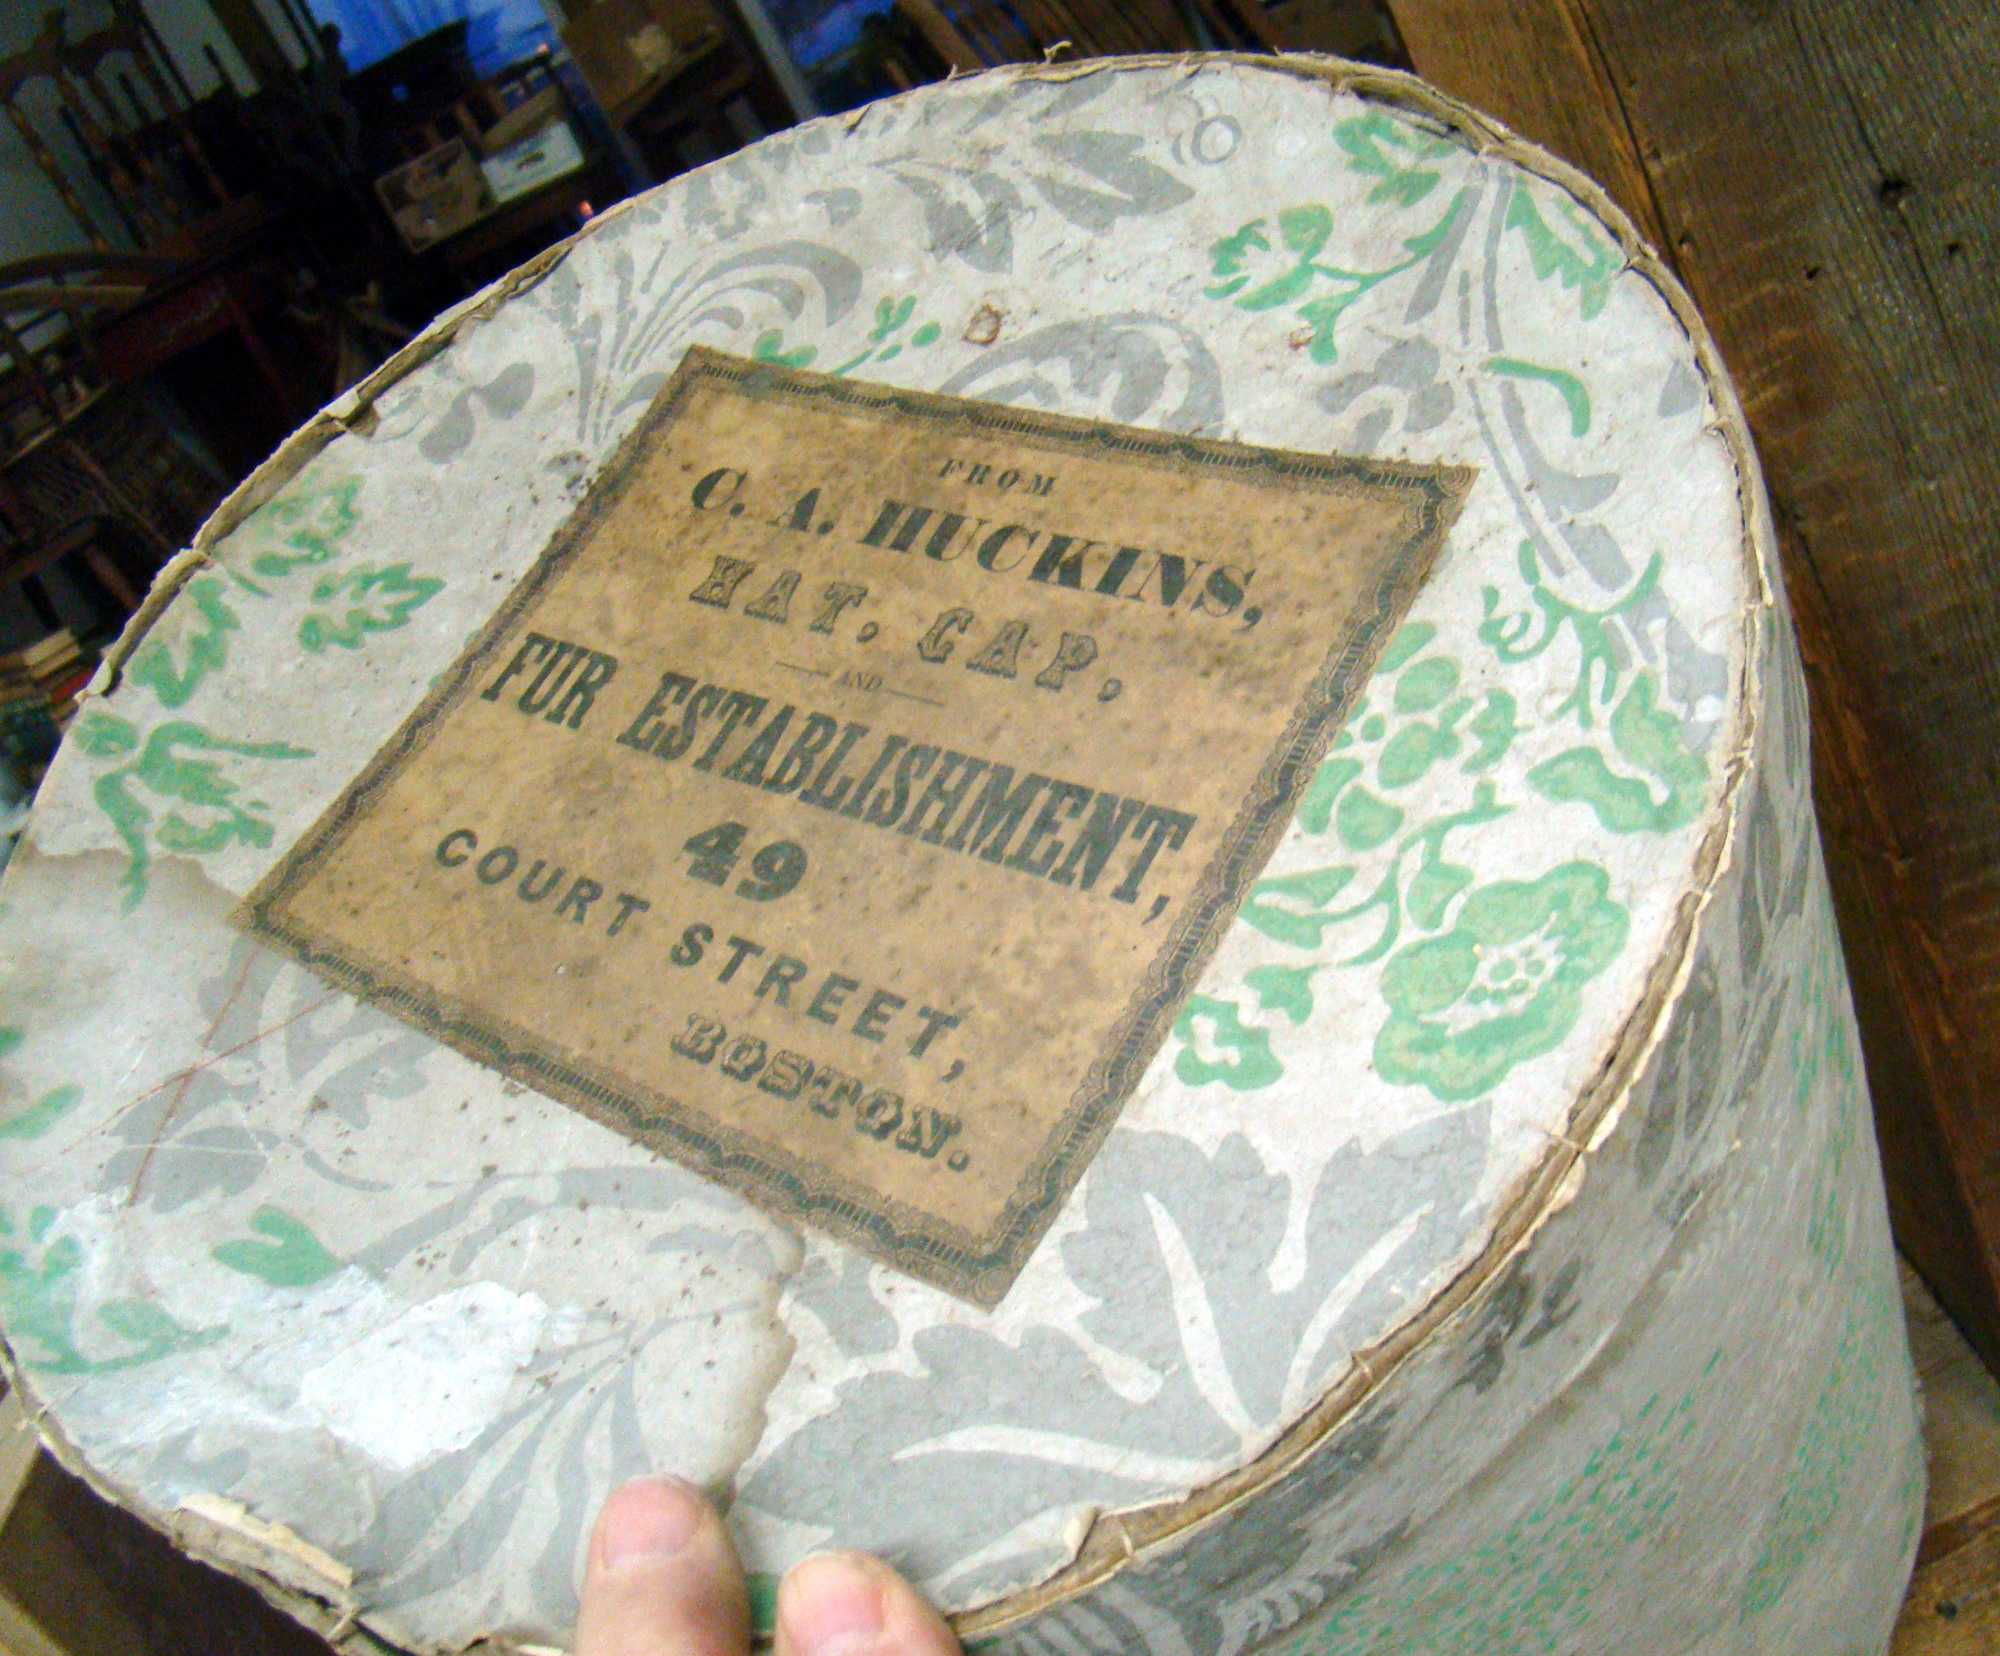 FROM
C. A. HUCKINS,
HAT, CAP,
AND
FUR ESTABLISHMENT,
49
COURT STREET,
BOSTON.